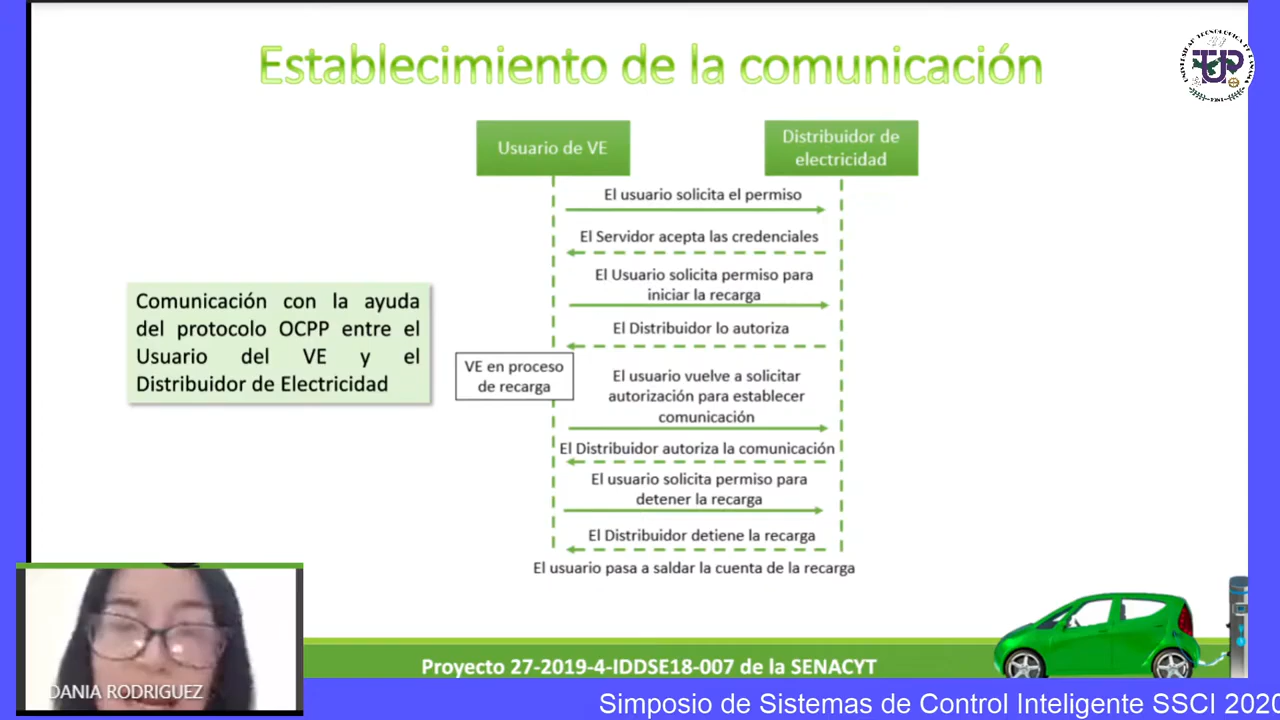 Establecimiento de la comunicación
Usuario de VE
Distribuidor de
electricidad
El usuario solicita el permiso
El Servidor acepta las credenciales
El Usuario solicita permiso para
iniciar la recarga
El Distribuidor lo autoriza
Comunicación con la ayuda
del protocolo OCPP entre el
Usuario del VE y el
Distribuidor de Electricidad
VE en proceso
de recarga
El usuario vuelve a solicitar
autorización para establecer
comunicación
El Distribuidor autoriza la comunicación
El usuario solicita permiso para
detener la recarga
El Distribuidor detiene la recarga
El usuario pasa a saldar la cuenta de la recarga
DANIA RODRIGUEZ
Proyecto 27-2019-4-IDDSE18-007 de la SENACYT
Simposio de Sistemas de Control Inteligente SSCI 2020